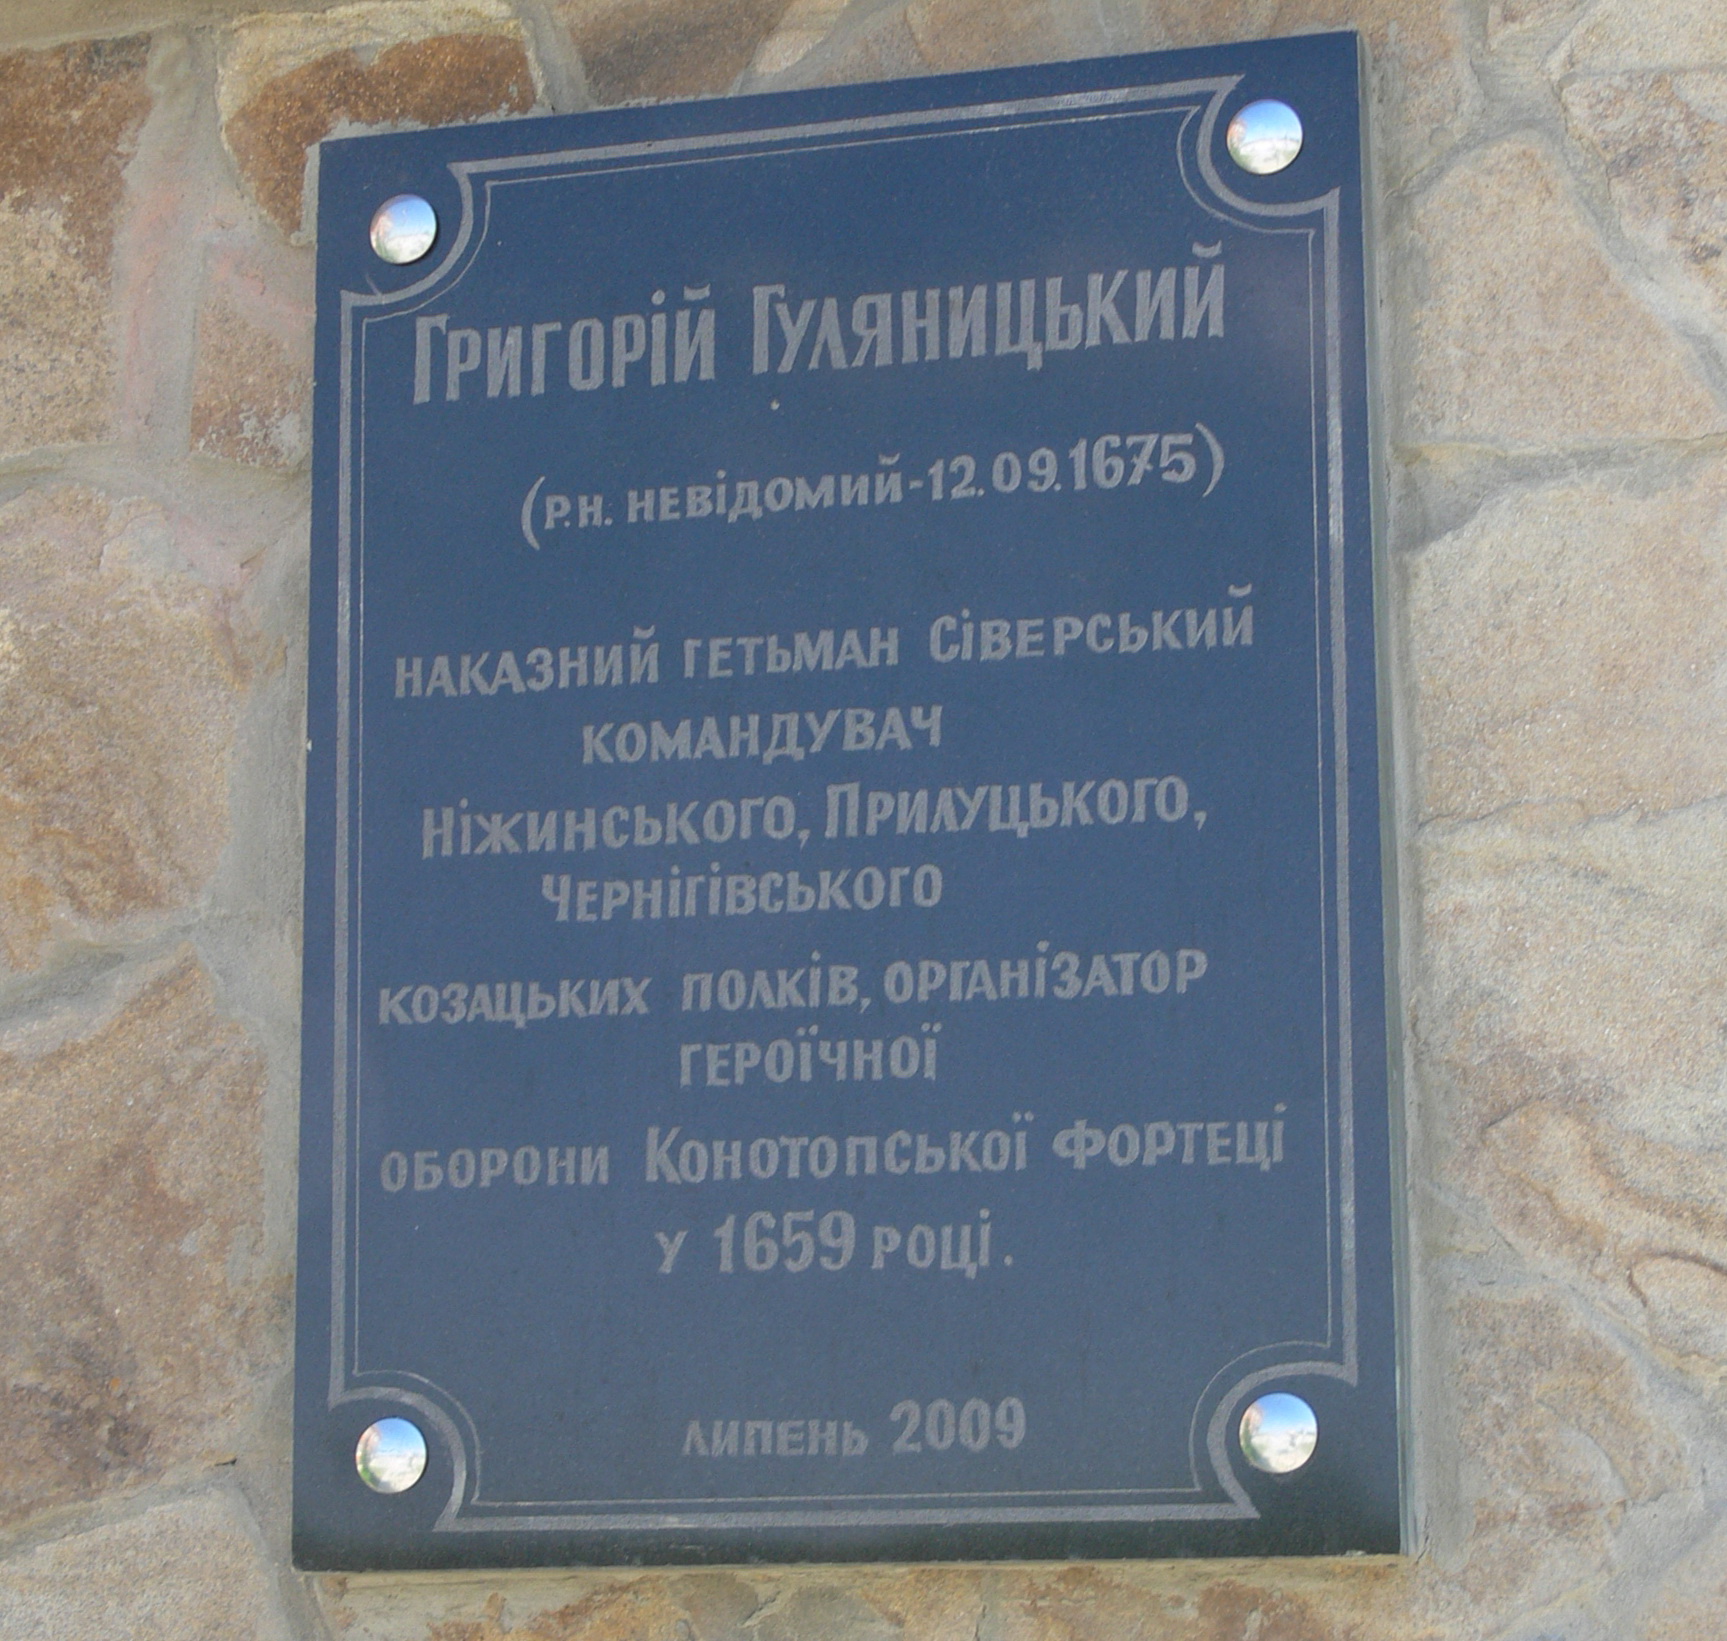 Григорій Гуляницький
(р.н. невідомий-12.09.1675)
наказний гетьман Сіверський
командувач
Ніжинського, Прилуцького,
Чернігівського
козацьких полків, організатор
героїчної
оборони Конотопської фортеці
у 1659 році.
липень 2009